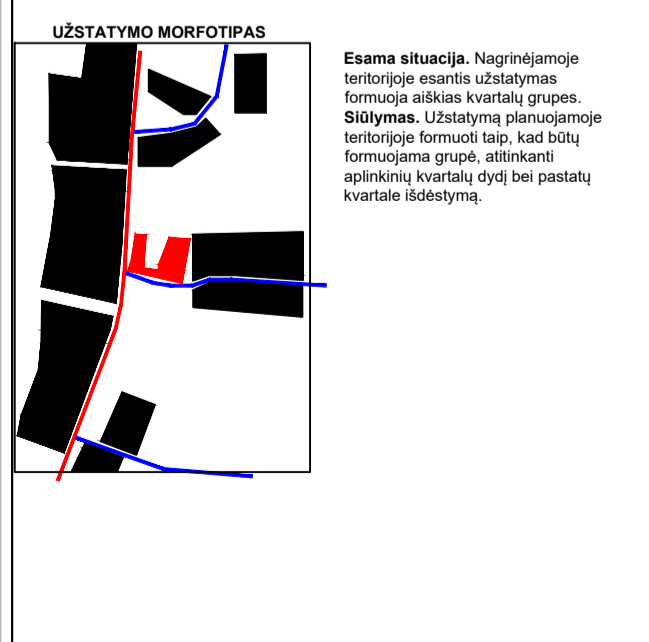 UŽSTATYMO MORFOTIPAS
Esama situacija. Nagrinėjamoje
teritorijoje esantis užstatymas
formuoja aiškias kvartalų grupes.
Siūlymas. Užstatymą planuojamoje
teritorijoje formuoti taip, kad būtų
formuojama grupė, atitinkanti
aplinkinių kvartalų dydį bei pastatų
kvartale išdėstymą.